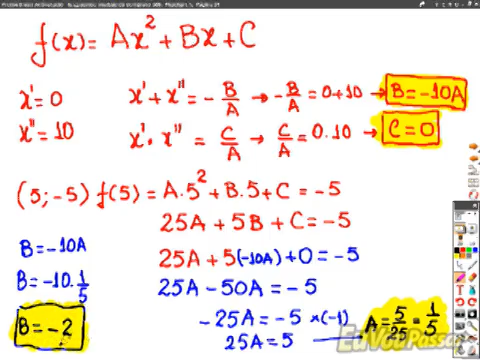 f(x) = Ax² + Bx + C
x' = 0 x' + x'' = - B/A → - B/A = 0 + 10 → B = -10A
x'' = 10 x' · x'' = C/A → C/A = 0.10 → C = 0
(5; -5) f(5) = A.5² + B.5 + C = -5
25A + 5B + C = -5
B = -10A 25A + 5(-10A) + 0 = -5
B = -10. 1/5 25A - 50A = -5
B = -2 -25A = -5 ×(-1) A = 5/25 = 1/5
25A = 5
EuVouPassar